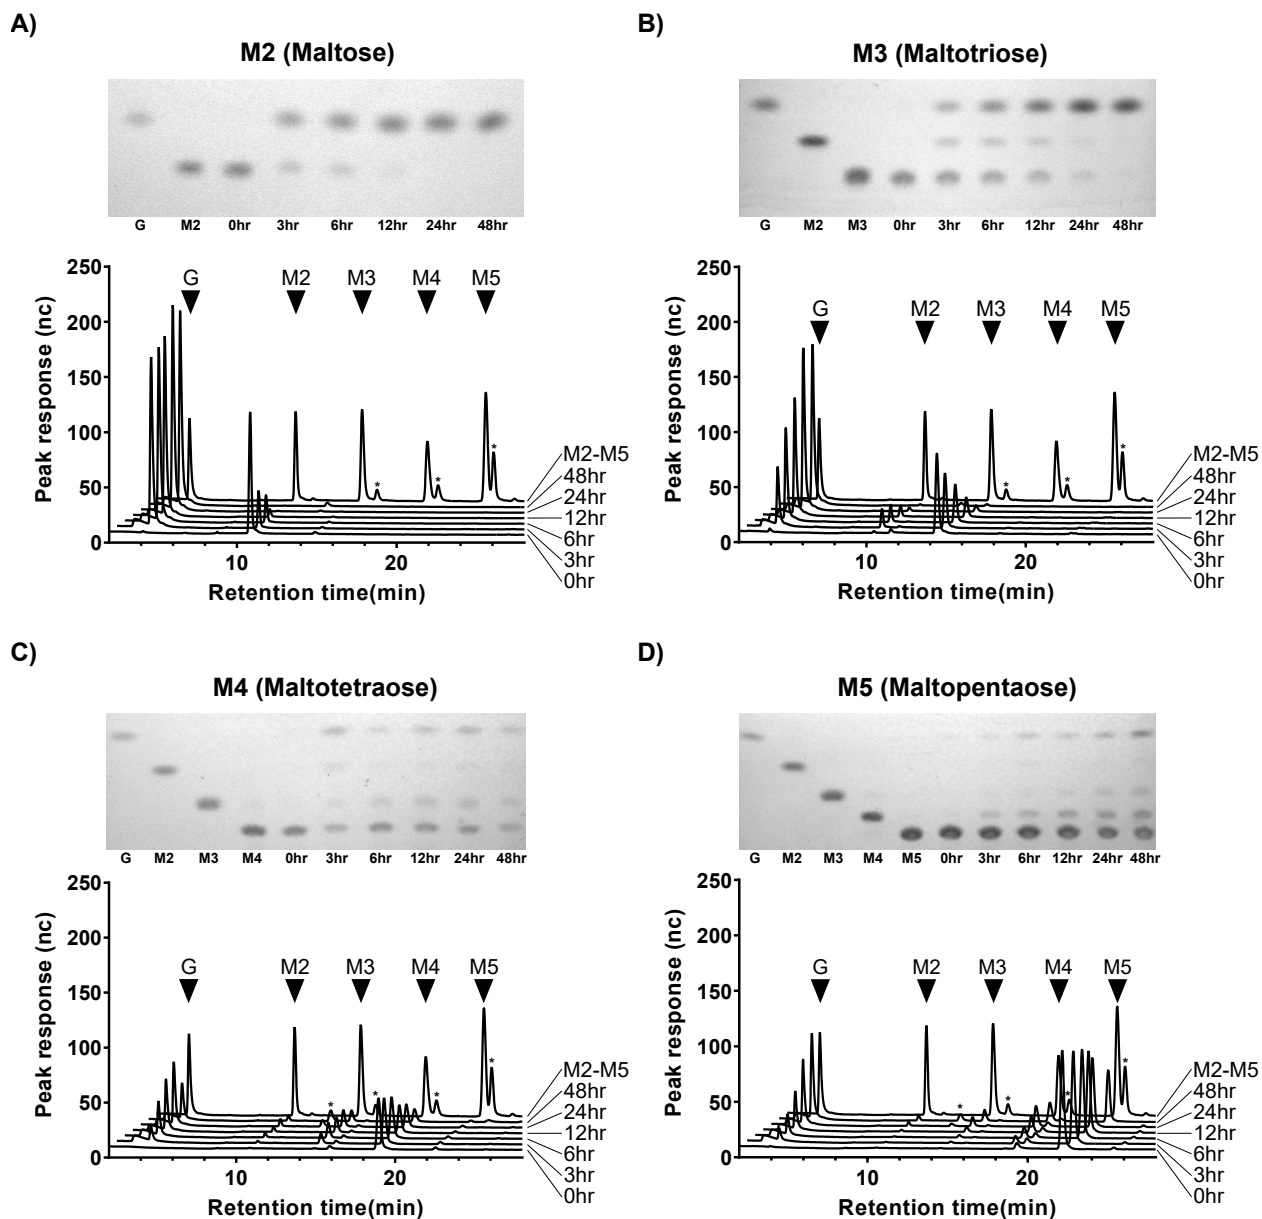 A)
M2 (Maltose)
G M2 0hr 3hr 6hr 12hr 24hr 48hr
250
200
150
100
50
0
Peak response (nc)
G M2 M3 M4 M5
* * *
M2-M5
48hr
24hr
12hr
6hr
3hr
0hr
10 20
Retention time(min)
B)
M3 (Maltotriose)
G M2 M3 0hr 3hr 6hr 12hr 24hr 48hr
250
200
150
100
50
0
Peak response (nc)
G M2 M3 M4 M5
* * *
M2-M5
48hr
24hr
12hr
6hr
3hr
0hr
10 20
Retention time(min)
C)
M4 (Maltotetraose)
G M2 M3 M4 0hr 3hr 6hr 12hr 24hr 48hr
250
200
150
100
50
0
Peak response (nc)
G M2 M3 M4 M5
* * * *
M2-M5
48hr
24hr
12hr
6hr
3hr
0hr
10 20
Retention time(min)
D)
M5 (Maltopentaose)
G M2 M3 M4 M5 0hr 3hr 6hr 12hr 24hr 48hr
250
200
150
100
50
0
Peak response (nc)
G M2 M3 M4 M5
* * * *
M2-M5
48hr
24hr
12hr
6hr
3hr
0hr
10 20
Retention time(min)